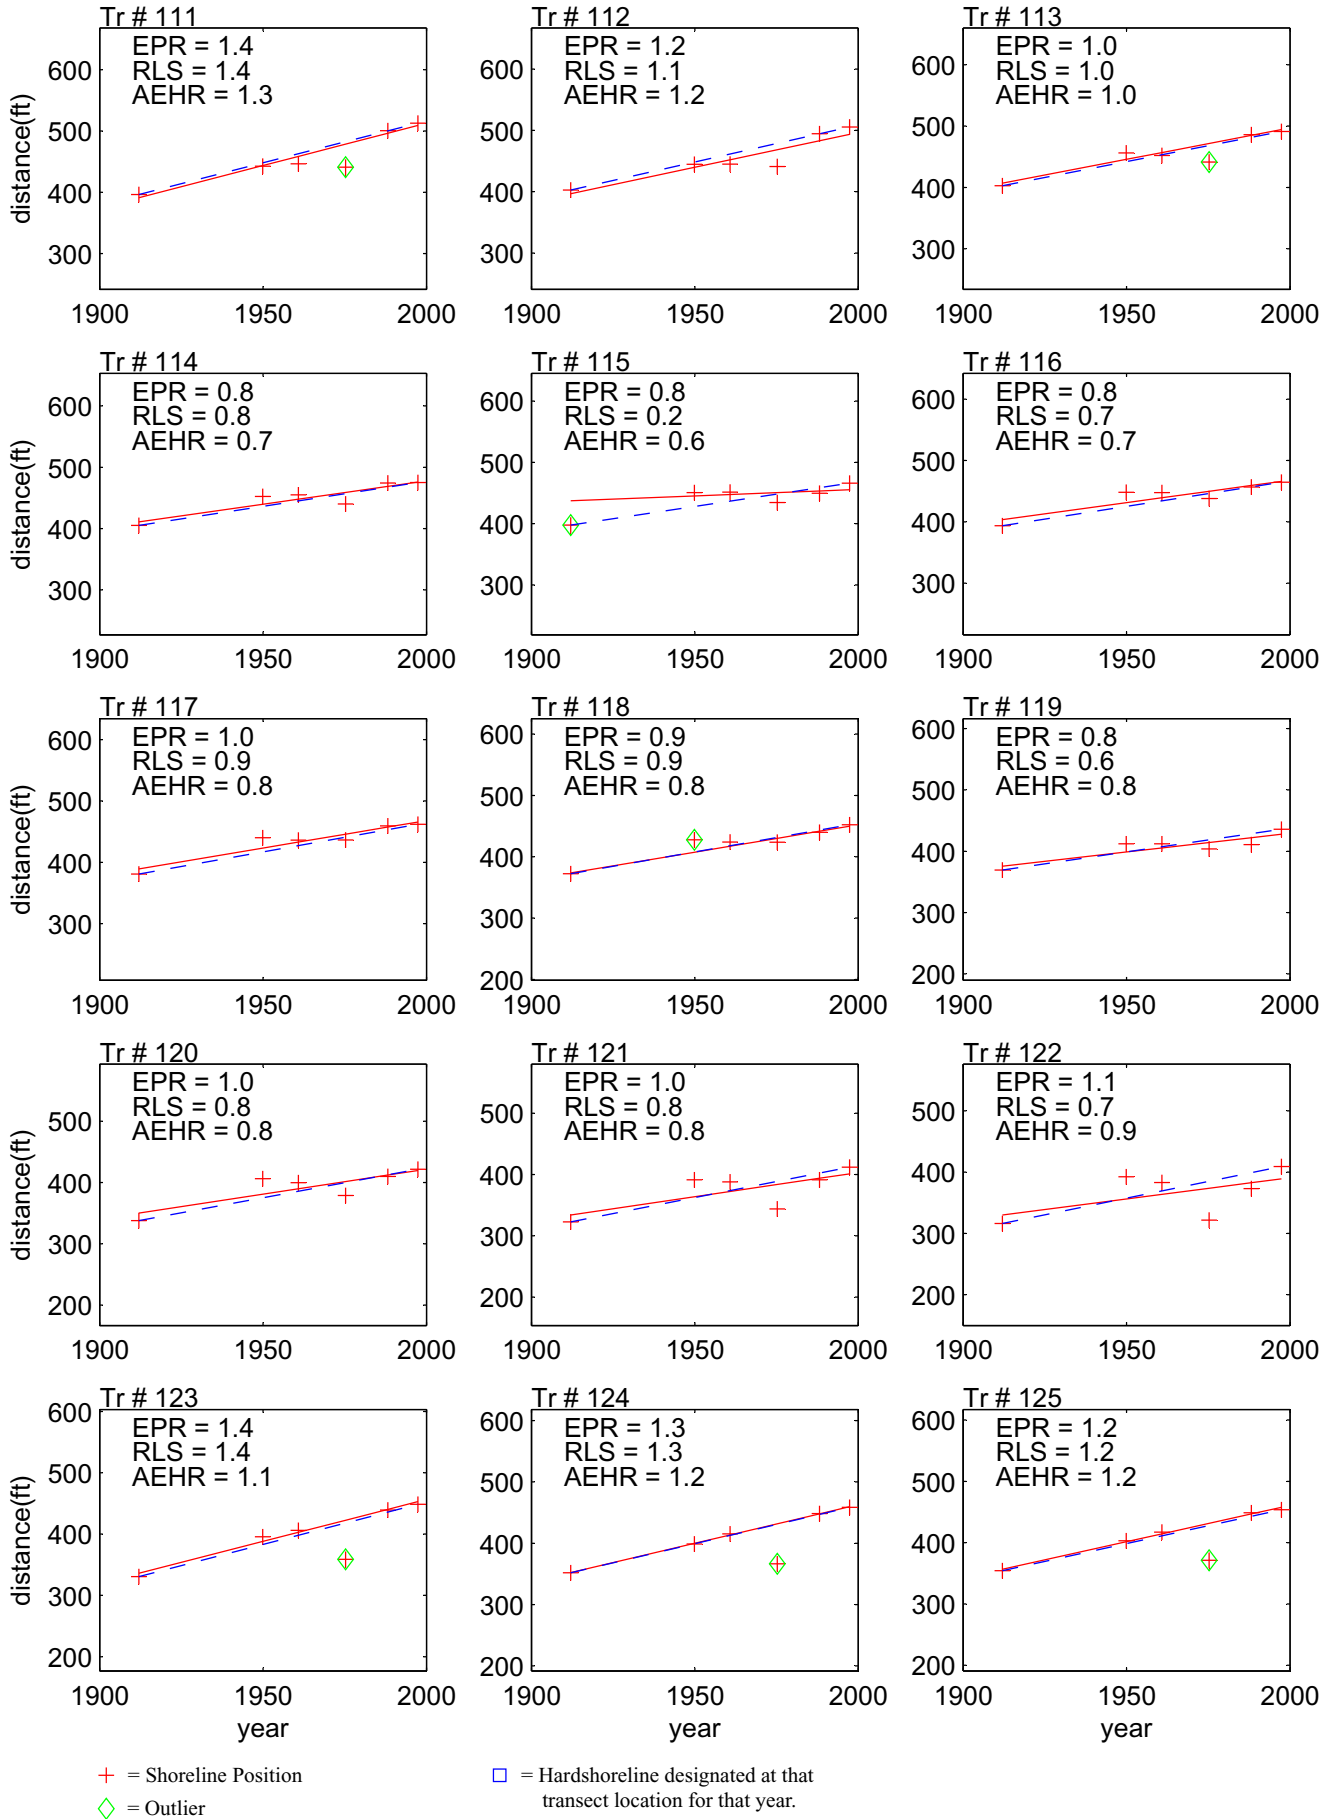 Tr # 111
Tr # 112
Tr # 113
EPR = 1.4
RLS = 1.4
AEHR = 1.3
EPR = 1.2
RLS = 1.1
AEHR = 1.2
EPR = 1.0
RLS = 1.0
AEHR = 1.0
distance(ft)
600
500
400
300
600
500
400
300
600
500
400
300
1900
1950
2000
1900
1950
2000
1900
1950
2000
Tr # 114
Tr # 115
Tr # 116
EPR = 0.8
RLS = 0.8
AEHR = 0.7
EPR = 0.8
RLS = 0.2
AEHR = 0.6
EPR = 0.8
RLS = 0.7
AEHR = 0.7
distance(ft)
600
500
400
300
600
500
400
300
600
500
400
300
1900
1950
2000
1900
1950
2000
1900
1950
2000
Tr # 117
Tr # 118
Tr # 119
EPR = 1.0
RLS = 0.9
AEHR = 0.8
EPR = 0.9
RLS = 0.9
AEHR = 0.8
EPR = 0.8
RLS = 0.6
AEHR = 0.8
distance(ft)
600
500
400
300
600
500
400
300
200
600
500
400
300
200
1900
1950
2000
1900
1950
2000
1900
1950
2000
Tr # 120
Tr # 121
Tr # 122
EPR = 1.0
RLS = 0.8
AEHR = 0.8
EPR = 1.0
RLS = 0.8
AEHR = 0.8
EPR = 1.1
RLS = 0.7
AEHR = 0.9
distance(ft)
500
400
300
200
500
400
300
200
500
400
300
200
1900
1950
2000
1900
1950
2000
1900
1950
2000
Tr # 123
Tr # 124
Tr # 125
EPR = 1.4
RLS = 1.4
AEHR = 1.1
EPR = 1.3
RLS = 1.3
AEHR = 1.2
EPR = 1.2
RLS = 1.2
AEHR = 1.2
distance(ft)
600
500
400
300
200
600
500
400
300
200
600
500
400
300
200
1900
1950
2000
1900
1950
2000
1900
1950
2000
year
year
year
= Shoreline Position
= Outlier
= Hardshoreline designated at that
transect location for that year.